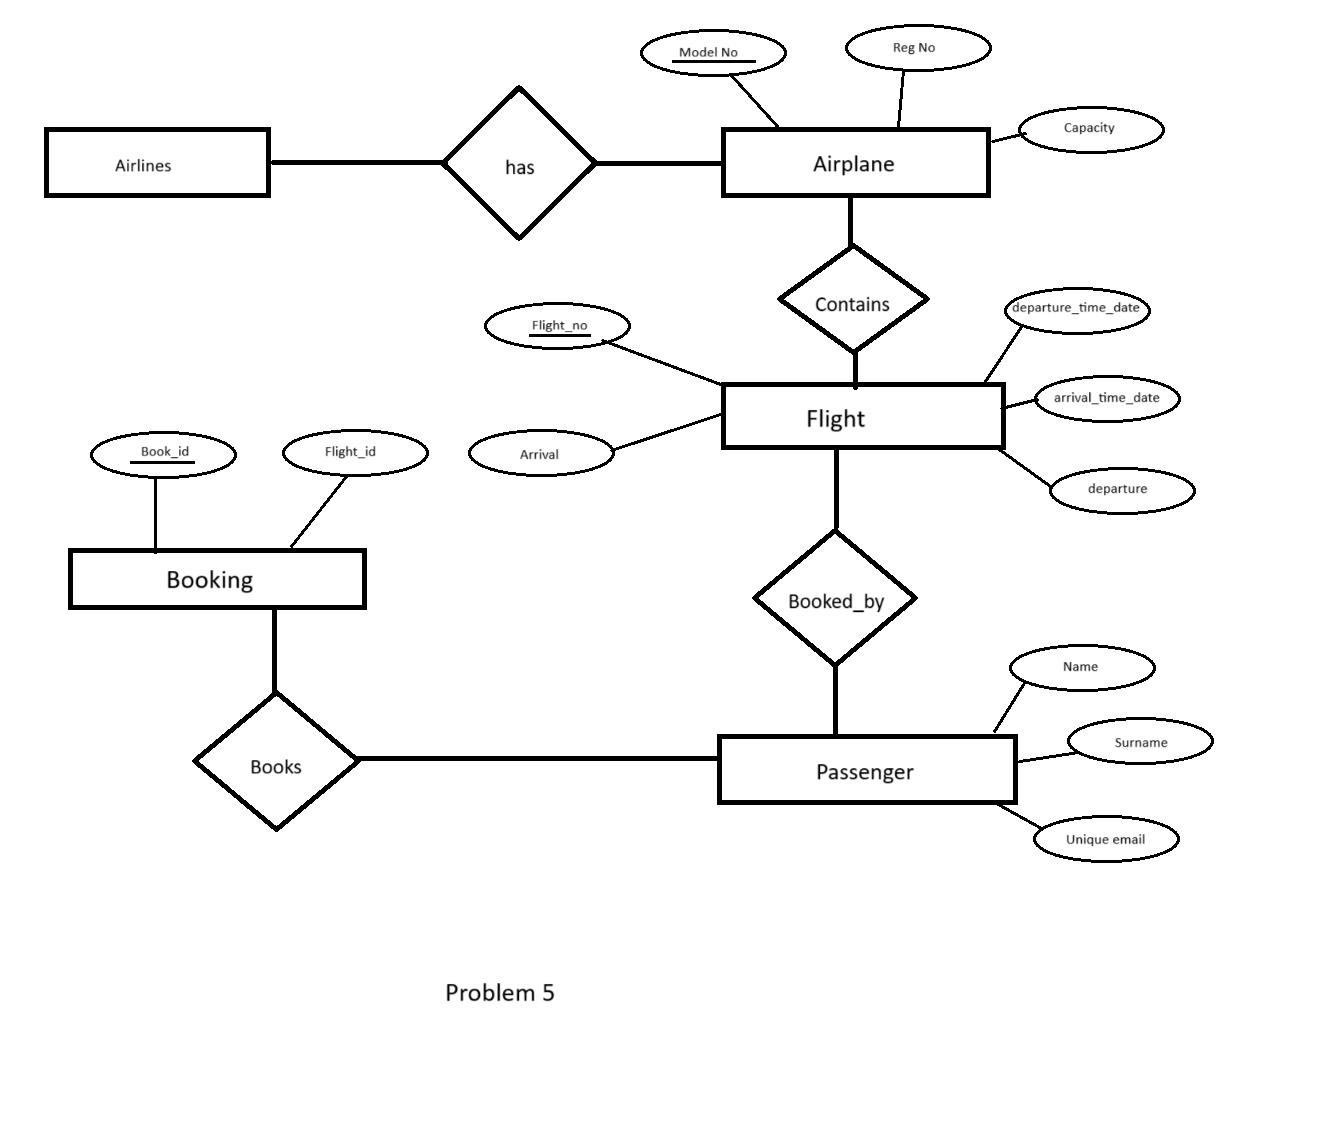 Model No
Reg No
Capacity
Airlines
has
Airplane
Contains
departure_time_date
Flight_no
arrival_time_date
Flight
Arrival
departure
Book_id
Flight_id
Booking
Booked_by
Name
Surname
Books
Passenger
Unique email
Problem 5